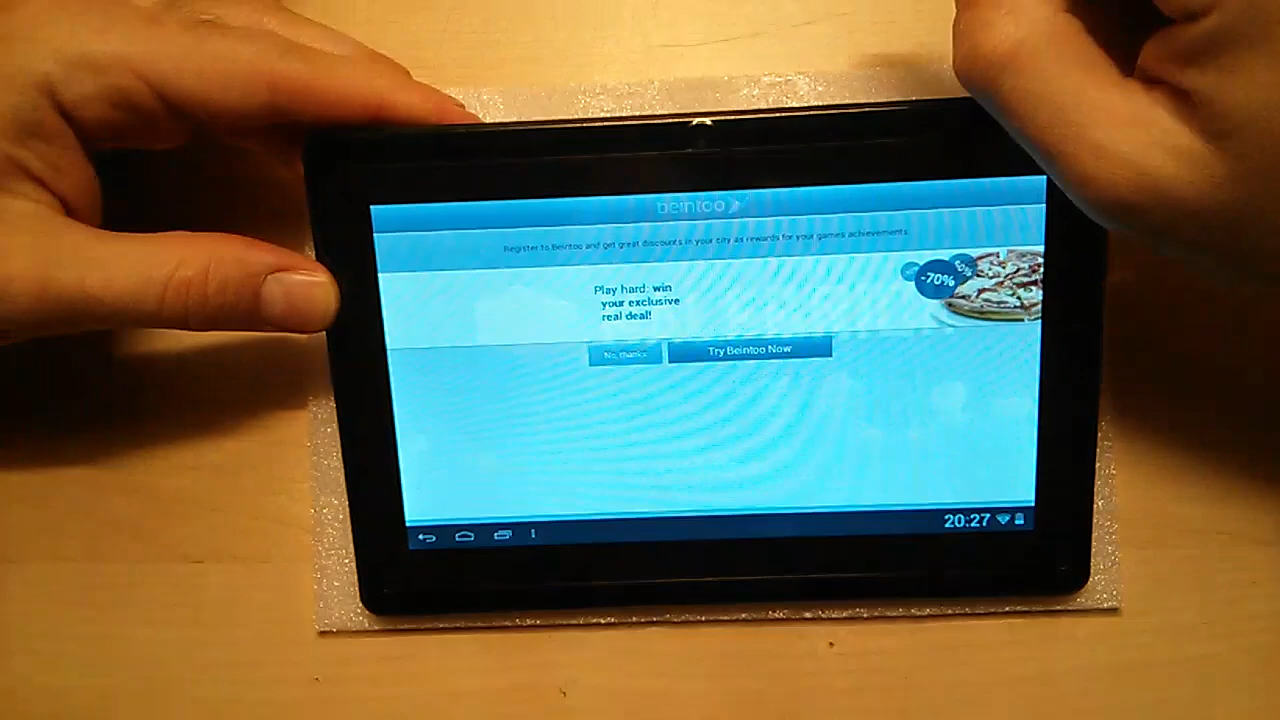 beintoo
Register to Beintoo and get great discounts in your city as rewards for your games achievements.
Play hard: win
your exclusive
real deal!
-70%
50%
No, thanks
Try Beintoo Now
20:27